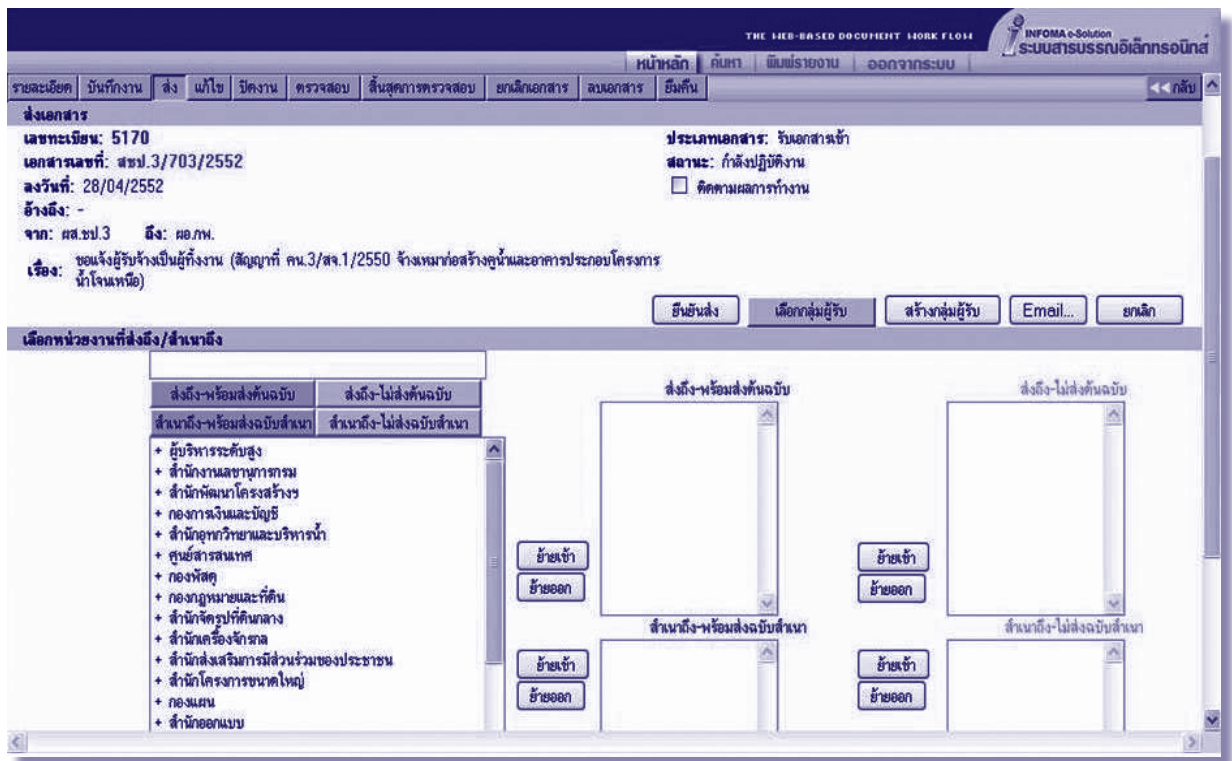 THE WEB-BASED DOCUMENT WORK FLOW
INFOMA e-Solution
ระบบสารบรรณอิเล็กทรอนิกส์
หน้าหลัก ค้นหา พิมพ์รายงาน ออกจากระบบ
รายละเอียด บันทึกงาน ส่ง แก้ไข ปิดงาน ตรวจสอบ สิ้นสุดการตรวจสอบ ยกเลิกเอกสาร ลบเอกสาร ยืมคืน << กลับ
ส่งเอกสาร
เลขทะเบียน: 5170 ประเภทเอกสาร: รับเอกสารเข้า
เอกสารเลขที่: สชป.3/703/2552 สถานะ: กำลังปฏิบัติงาน
ลงวันที่: 28/04/2552 ติดตามผลการทำงาน
อ้างถึง: -
จาก: ผส.ชป.3 ถึง: ผอ.กพ.
เรื่อง: ขอแจ้งผู้รับจ้างเป็นผู้ทิ้งงาน (สัญญาที่ คน.3/สจ.1/2550 จ้างเหมาก่อสร้างคูน้ำและอาคารประกอบโครงการ
น้ำโจนเหนือ)
ยืนยันส่ง เลือกกลุ่มผู้รับ สร้างกลุ่มผู้รับ Email... ยกเลิก
เลือกหน่วยงานที่ส่งถึง/สำเนาถึง
ส่งถึง-พร้อมส่งต้นฉบับ ส่งถึง-ไม่ส่งต้นฉบับ
สำเนาถึง-พร้อมส่งฉบับสำเนา สำเนาถึง-ไม่ส่งฉบับสำเนา
+ ผู้บริหารระดับสูง
+ สำนักงานเลขานุการกรม
+ สำนักพัฒนาโครงสร้างฯ
+ กองการเงินและบัญชี
+ สำนักอุทกวิทยาและบริหารน้ำ
+ ศูนย์สารสนเทศ
+ กองพัสดุ
+ กองกฎหมายและที่ดิน
+ สำนักจัดรูปที่ดินกลาง
+ สำนักเครื่องจักรกล
+ สำนักส่งเสริมการมีส่วนร่วมของประชาชน
+ สำนักโครงการขนาดใหญ่
+ กองแผน
+ สำนักออกแบบ
ส่งถึง-พร้อมส่งต้นฉบับ ส่งถึง-ไม่ส่งต้นฉบับ
ย้ายเข้า ย้ายเข้า
ย้ายออก ย้ายออก
สำเนาถึง-พร้อมส่งฉบับสำเนา สำเนาถึง-ไม่ส่งฉบับสำเนา
ย้ายเข้า ย้ายเข้า
ย้ายออก ย้ายออก